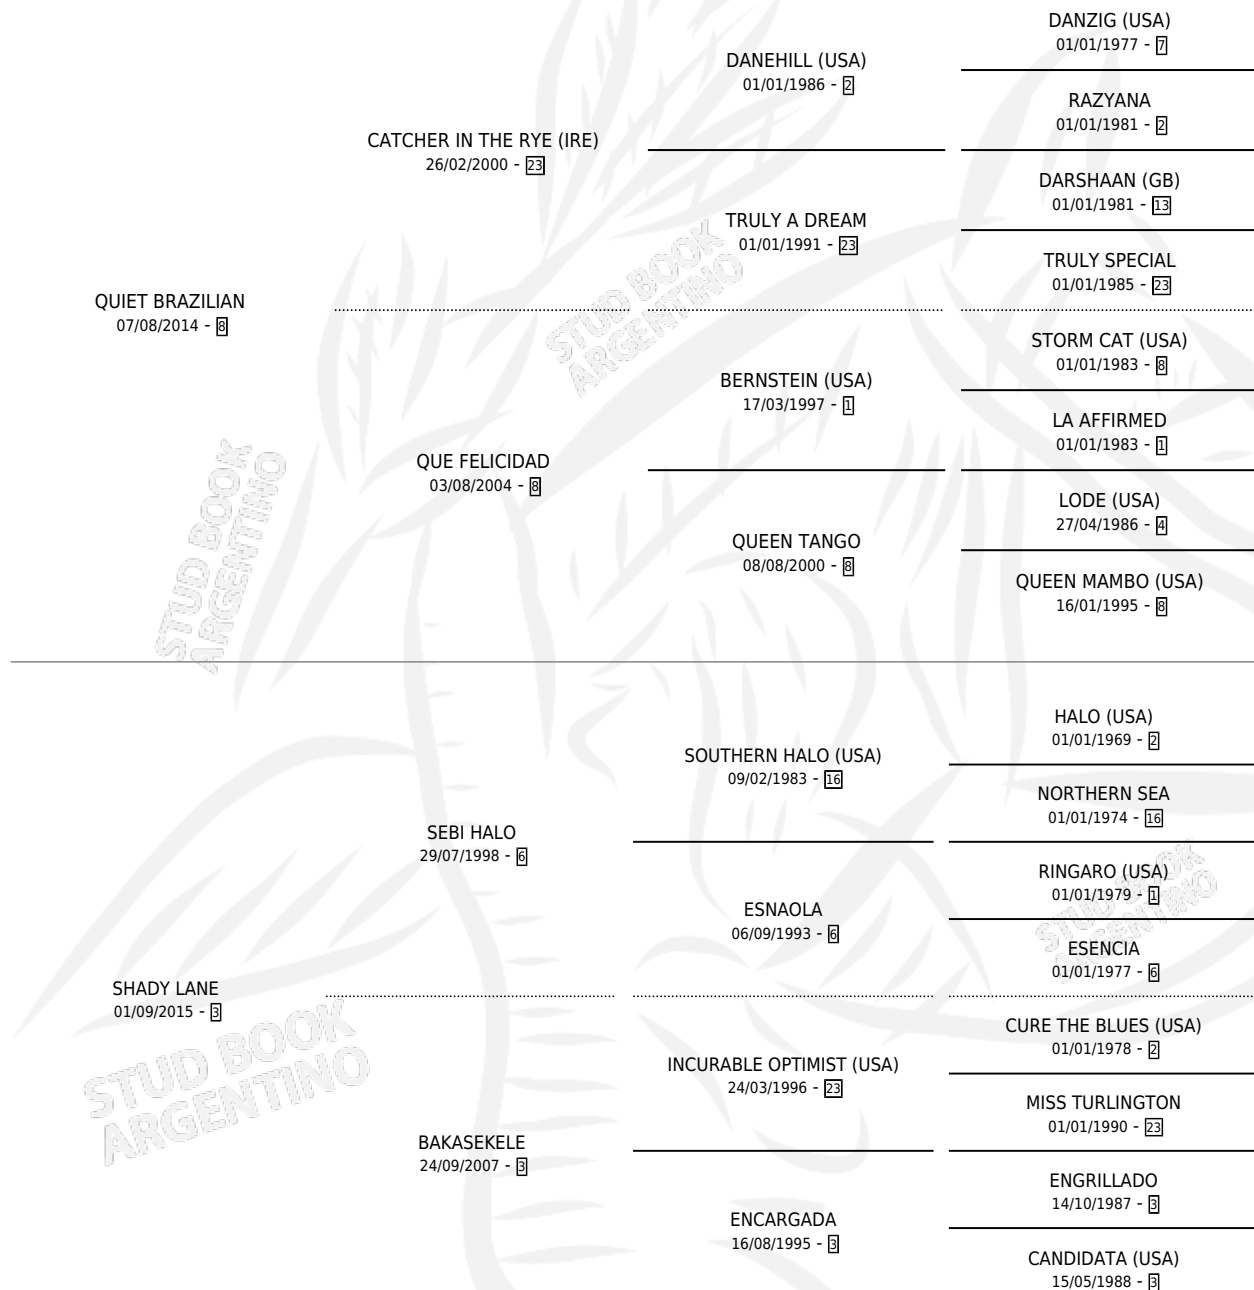 DANZIG (USA)
01/01/1977 - 7
DANEHILL (USA)
01/01/1986 - 2
RAZYANA
01/01/1981 - 2
CATCHER IN THE RYE (IRE)
26/02/2000 - 23
DARSHAAN (GB)
01/01/1981 - 13
TRULY A DREAM
01/01/1991 - 23
TRULY SPECIAL
01/01/1985 - 23
QUIET BRAZILIAN
07/08/2014 - 8
STORM CAT (USA)
01/01/1983 - 8
BERNSTEIN (USA)
17/03/1997 - 1
LA AFFIRMED
01/01/1983 - 1
QUE FELICIDAD
03/08/2004 - 8
LODE (USA)
27/04/1986 - 4
QUEEN TANGO
08/08/2000 - 8
QUEEN MAMBO (USA)
16/01/1995 - 8
HALO (USA)
01/01/1969 - 2
SOUTHERN HALO (USA)
09/02/1983 - 16
NORTHERN SEA
01/01/1974 - 16
SEBI HALO
29/07/1998 - 6
RINGARO (USA)
01/01/1979 - 1
ESNAOLA
06/09/1993 - 6
ESENCIA
01/01/1977 - 6
SHADY LANE
01/09/2015 - 3
CURE THE BLUES (USA)
01/01/1978 - 2
INCURABLE OPTIMIST (USA)
24/03/1996 - 23
MISS TURLINGTON
01/01/1990 - 23
BAKASEKELE
24/09/2007 - 3
ENGRILLADO
14/10/1987 - 3
ENCARGADA
16/08/1995 - 3
CANDIDATA (USA)
15/05/1988 - 3
STUD BOOK
ARGENTINO
STUD BOOK
ARGENTINO
STUD BOOK
ARGENTINO
STUD BOOK
ARGENTINO